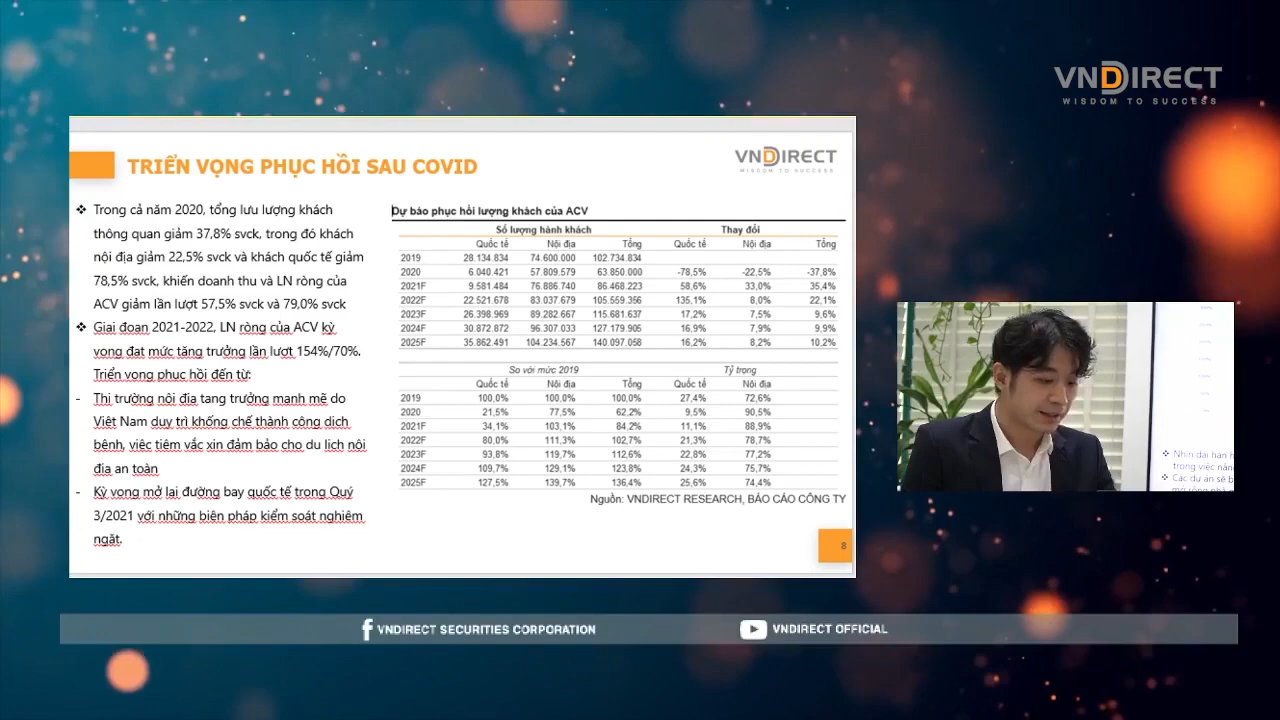 VNDIRECT
WISDOM TO SUCCESS
TRIỂN VỌNG PHỤC HỒI SAU COVID
VNDIRECT
WISDOM TO SUCCESS
❖ Trong cả năm 2020, tổng lưu lượng khách
thông quan giảm 37,8% svck, trong đó khách
nội địa giảm 22,5% svck và khách quốc tế giảm
78,5% svck, khiến doanh thu và LN ròng của
ACV giảm lần lượt 57,5% svck và 79,0% svck
❖ Giai đoạn 2021-2022, LN ròng của ACV kỳ
vọng đạt mức tăng trưởng lần lượt 154%/70%.
Triển vọng phục hồi đến từ:
- Thị trường nội địa tang trưởng mạnh mẽ do
Việt Nam duy trì khống chế thành công dịch
bệnh, việc tiêm vắc xin đảm bảo cho du lịch nội
địa an toàn
- Kỳ vọng mở lại đường bay quốc tế trong Quý
3/2021 với những biện pháp kiểm soát nghiêm
ngặt.
Dự báo phục hồi lượng khách của ACV
Số lượng hành khách Thay đổi
Quốc tế Nội địa Tổng Quốc tế Nội địa Tổng
2019 28.134.834 74.600.000 102.734.834
2020 6.040.421 57.809.579 63.850.000 -78,5% -22,5% -37,8%
2021F 9.581.484 76.886.740 86.468.223 58,6% 33,0% 35,4%
2022F 22.521.678 83.037.679 105.559.356 135,1% 8,0% 22,1%
2023F 26.398.969 89.282.667 115.681.637 17,2% 7,5% 9,6%
2024F 30.872.872 96.307.033 127.179.905 16,9% 7,9% 9,9%
2025F 35.862.491 104.234.567 140.097.058 16,2% 8,2% 10,2%
So với mức 2019 Tỷ trọng
Quốc tế Nội địa Tổng Quốc tế Nội địa
2019 100,0% 100,0% 100,0% 27,4% 72,6%
2020 21,5% 77,5% 62,2% 9,5% 90,5%
2021F 34,1% 103,1% 84,2% 11,1% 88,9%
2022F 80,0% 111,3% 102,7% 21,3% 78,7%
2023F 93,8% 119,7% 112,6% 22,8% 77,2%
2024F 109,7% 129,1% 123,8% 24,3% 75,7%
2025F 127,5% 139,7% 136,4% 25,6% 74,4%
Nguồn: VNDIRECT RESEARCH, BÁO CÁO CÔNG TY
8
❖ Nhìn dài hạn h
trong việc nân
❖ Các dự án sẽ b
VNDIRECT SECURITIES CORPORATION
VNDIRECT OFFICIAL